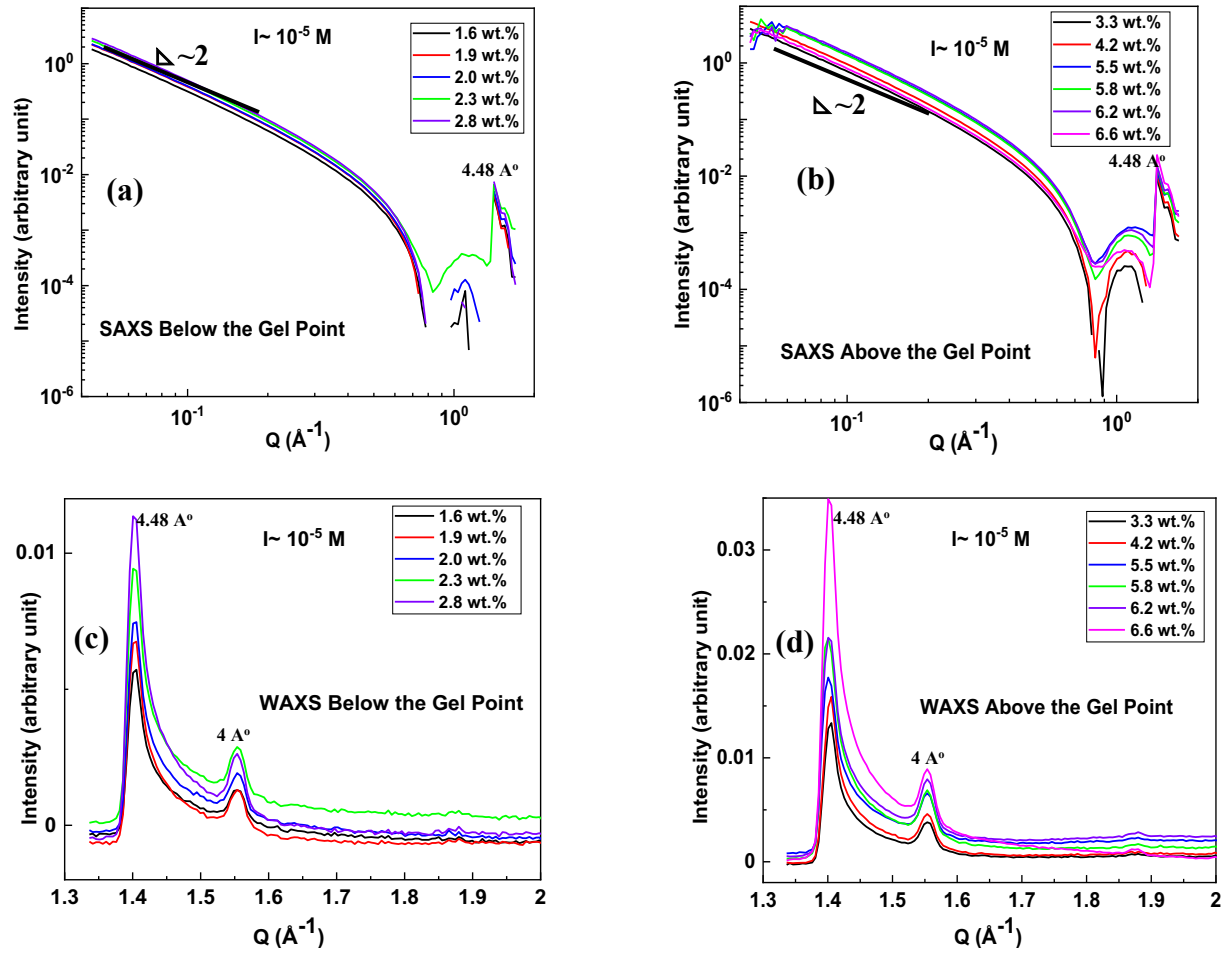 I~ 10-5 M
~2
1.6 wt.%
1.9 wt.%
2.0 wt.%
2.3 wt.%
2.8 wt.%
4.48 Aº
(a)
SAXS Below the Gel Point
Intensity (arbitrary unit)
100
10-2
10-4
10-6
10-1
100
Q (Å-1)
I~ 10-5 M
~2
3.3 wt.%
4.2 wt.%
5.5 wt.%
5.8 wt.%
6.2 wt.%
6.6 wt.%
4.48 Aº
(b)
SAXS Above the Gel Point
Intensity (arbitrary unit)
100
10-2
10-4
10-6
10-1
100
Q (Å-1)
4.48 Aº
I~ 10-5 M
1.6 wt.%
1.9 wt.%
2.0 wt.%
2.3 wt.%
2.8 wt.%
(c)
WAXS Below the Gel Point
4 Aº
Intensity (arbitrary unit)
0.01
0
1.3
1.4
1.5
1.6
1.7
1.8
1.9
2
Q (Å-1)
4.48 Aº
I~ 10-5 M
3.3 wt.%
4.2 wt.%
5.5 wt.%
5.8 wt.%
6.2 wt.%
6.6 wt.%
(d)
WAXS Above the Gel Point
4 Aº
Intensity (arbitrary unit)
0.03
0.02
0.01
0
1.3
1.4
1.5
1.6
1.7
1.8
1.9
2
Q (Å-1)